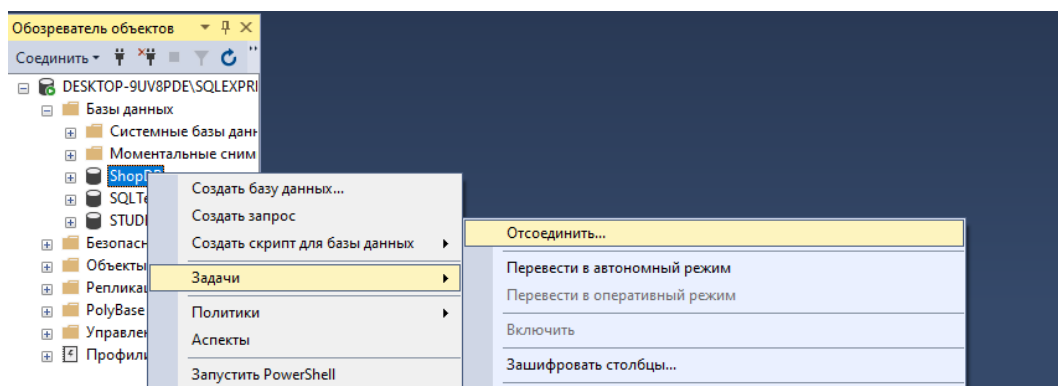 Обозреватель объектов
Соединить
DESKTOP-9UV8PDE\SQLEXPR
Базы данных
Системные базы данн
Моментальные сним
ShopD
SQLTe
STUD
Безопасн
Объекты
Реплика
PolyBase
Управлен
Профили
Создать базу данных...
Создать запрос
Создать скрипт для базы данных
Задачи
Политики
Аспекты
Запустить PowerShell
Отсоединить...
Перевести в автономный режим
Перевести в оперативный режим
Включить
Зашифровать столбцы...